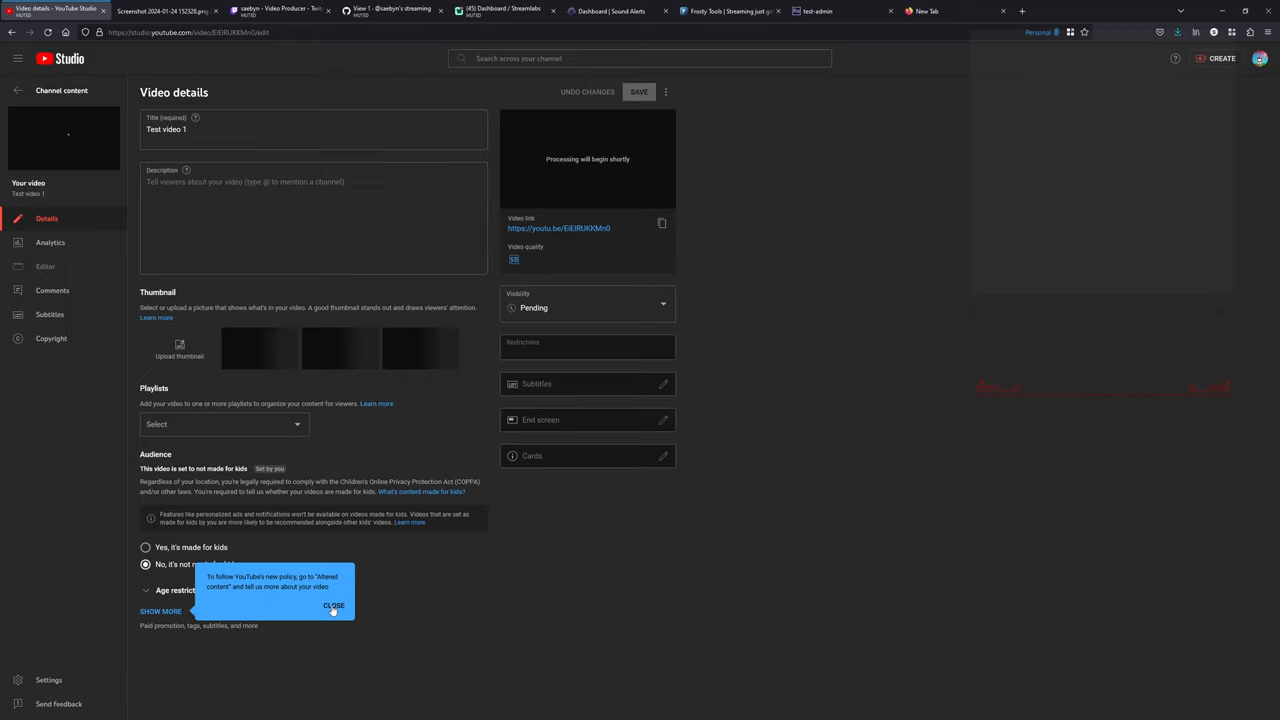 Video details - YouTube Studio
Screenshot 2024-01-24 152328.png
saebyn - Video Producer - Twit
MUTED
View 1 · @saebyn's streaming
MUTED
(45) Dashboard / Streamlabs
MUTED
Dashboard | Sound Alerts
Frosty Tools | Streaming just g
test-admin
New Tab
https://studio.youtube.com/video/EiEIRUKKMn0/edit
Personal
Studio
Search across your channel
CREATE
Channel content
Your video
Test video 1
Details
Analytics
Editor
Comments
Subtitles
Copyright
Settings
Send feedback
Video details
UNDO CHANGES
SAVE
Title (required)
Test video 1
Description
Tell viewers about your video (type @ to mention a channel)
Thumbnail
Select or upload a picture that shows what's in your video. A good thumbnail stands out and draws viewers' attention.
Learn more
Upload thumbnail
Playlists
Add your video to one or more playlists to organize your content for viewers. Learn more
Select
Audience
This video is set to not made for kids Set by you
Regardless of your location, you're legally required to comply with the Children's Online Privacy Protection Act (COPPA)
and/or other laws. You're required to tell us whether your videos are made for kids. What's content made for kids?
Features like personalized ads and notifications won't be available on videos made for kids. Videos that are set as
made for kids by you are more likely to be recommended alongside other kids' videos. Learn more
Yes, it's made for kids
No, it's not
Age restric
To follow YouTube's new policy, go to "Altered
content" and tell us more about your video
CLOSE
SHOW MORE
Paid promotion, tags, subtitles, and more
Processing will begin shortly
Video link
https://youtu.be/EiEIRUKKMn0
Video quality
SD
Visibility
Pending
Restrictions
Subtitles
End screen
Cards